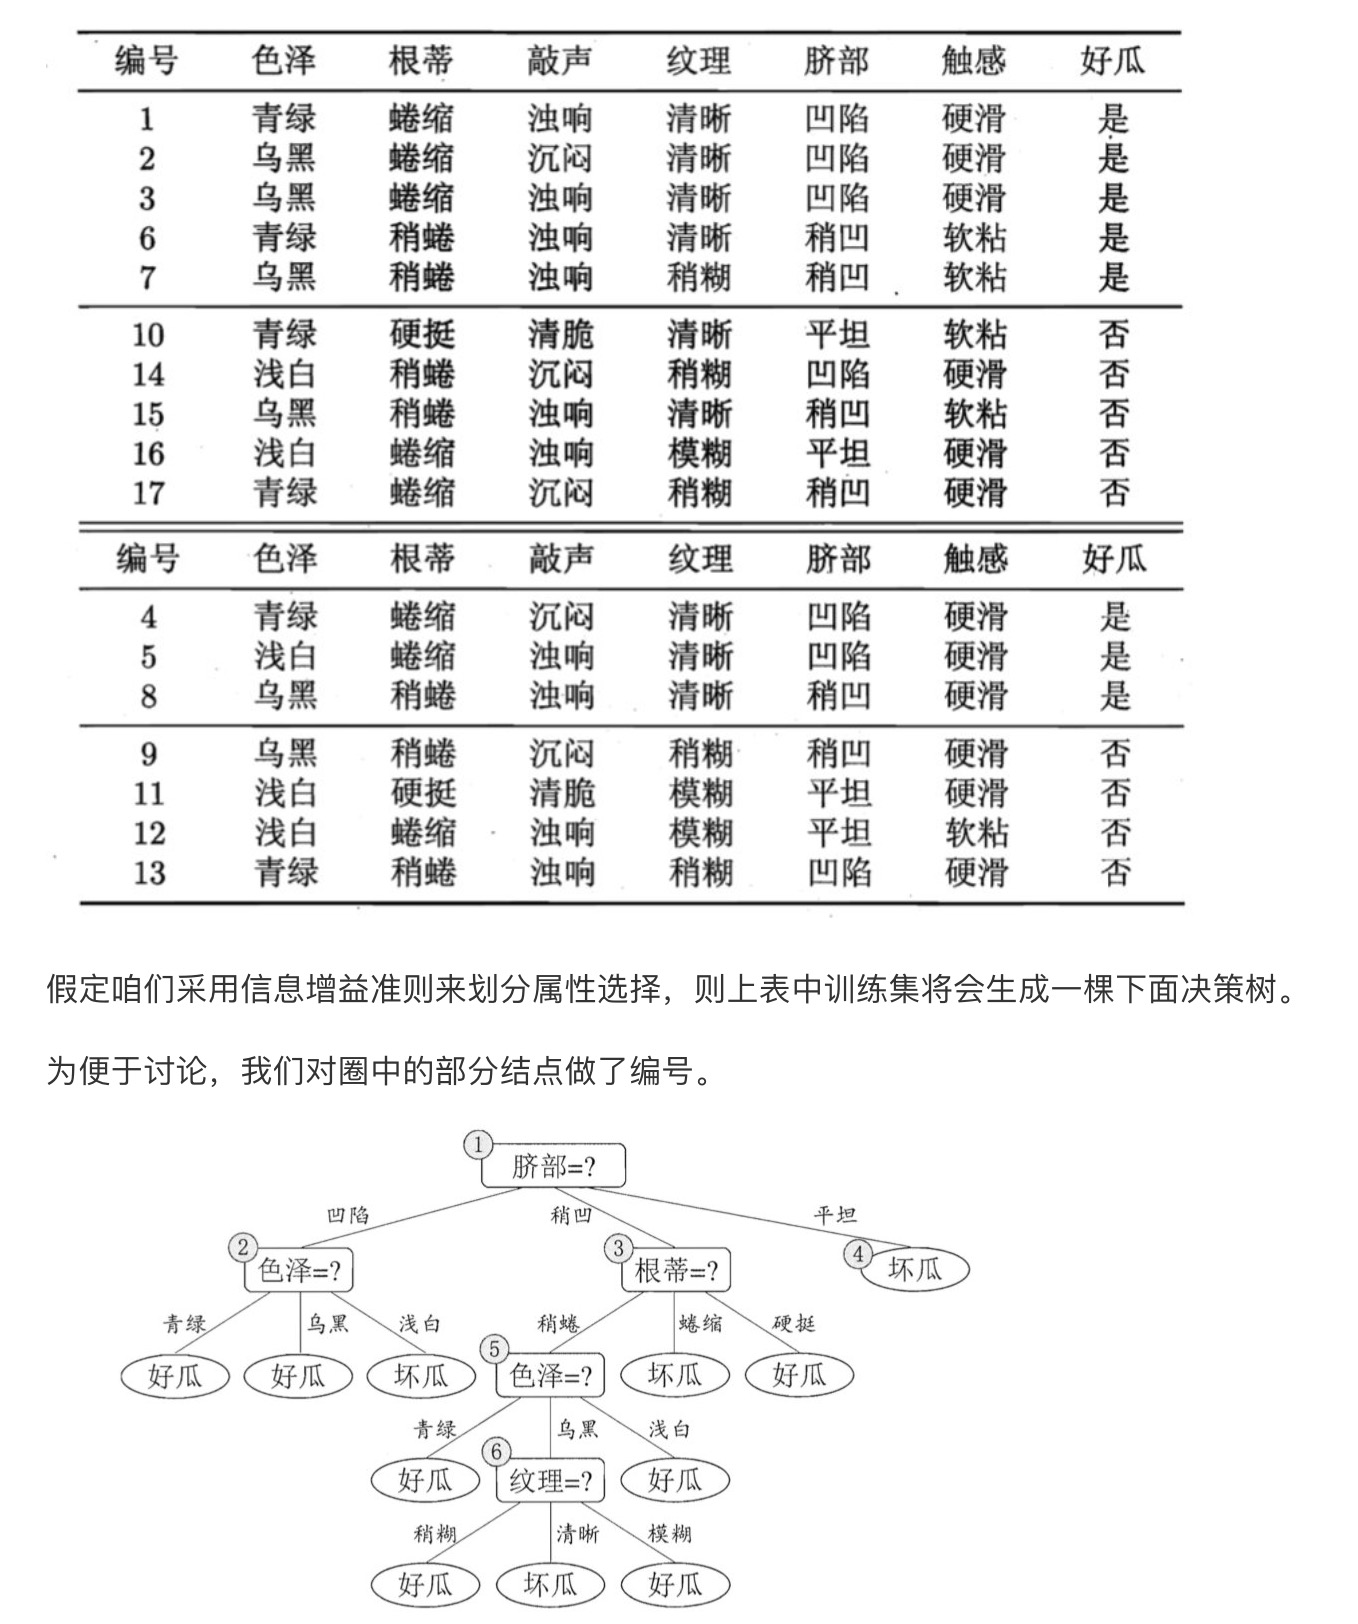 编号 色泽 根蒂 敲声 纹理 脐部 触感 好瓜
1 青绿 蜷缩 浊响 清晰 凹陷 硬滑 是
2 乌黑 蜷缩 沉闷 清晰 凹陷 硬滑 是
3 乌黑 蜷缩 浊响 清晰 凹陷 硬滑 是
6 青绿 稍蜷 浊响 清晰 稍凹 软粘 是
7 乌黑 稍蜷 浊响 稍糊 稍凹 软粘 是
10 青绿 硬挺 清脆 清晰 平坦 软粘 否
14 浅白 稍蜷 沉闷 稍糊 凹陷 硬滑 否
15 乌黑 稍蜷 浊响 清晰 稍凹 软粘 否
16 浅白 蜷缩 浊响 模糊 平坦 硬滑 否
17 青绿 蜷缩 沉闷 稍糊 稍凹 硬滑 否
编号 色泽 根蒂 敲声 纹理 脐部 触感 好瓜
4 青绿 蜷缩 沉闷 清晰 凹陷 硬滑 是
5 浅白 蜷缩 浊响 清晰 凹陷 硬滑 是
8 乌黑 稍蜷 浊响 清晰 稍凹 硬滑 是
9 乌黑 稍蜷 沉闷 稍糊 稍凹 硬滑 否
11 浅白 硬挺 清脆 模糊 平坦 硬滑 否
12 浅白 蜷缩 浊响 模糊 平坦 软粘 否
13 青绿 稍蜷 浊响 稍糊 凹陷 硬滑 否
假定咱们采用信息增益准则来划分属性选择，则上表中训练集将会生成一棵下面决策树。
为便于讨论，我们对圈中的部分结点做了编号。
① 脐部=?
凹陷 稍凹 平坦
② 色泽=? ③ 根蒂=? ④ 坏瓜
青绿 乌黑 浅白 稍蜷 蜷缩 硬挺
好瓜 好瓜 坏瓜 ⑤ 色泽=? 坏瓜 好瓜
青绿 乌黑 浅白
好瓜 ⑥ 纹理=? 好瓜
稍糊 清晰 模糊
好瓜 坏瓜 好瓜